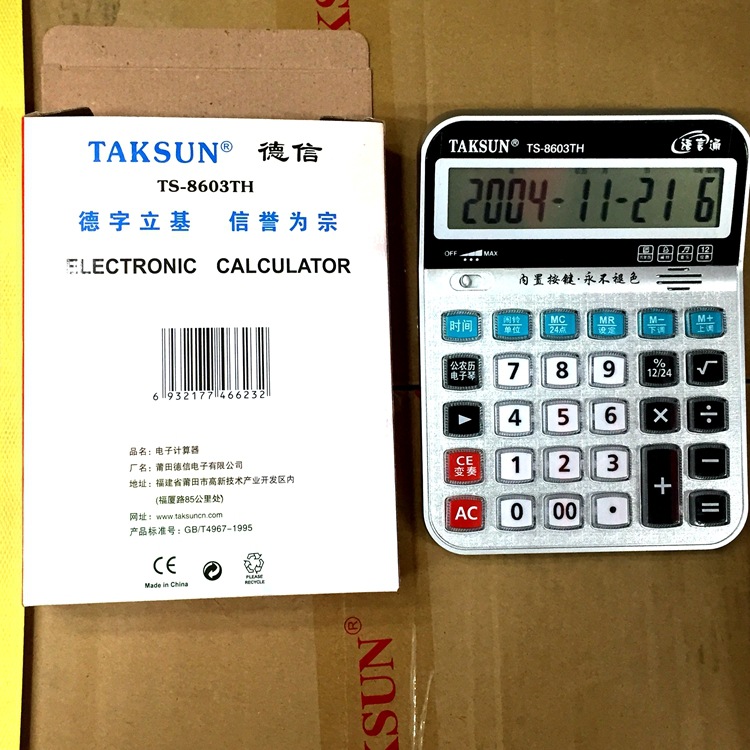 TAKSUN® 德信
TS-8603TH
德字立基 信誉为宗
ELECTRONIC CALCULATOR
6 932177 466232
品名：电子计算器
厂名：莆田德信电子有限公司
地址：福建省莆田市高新技术产业开发区内
(福厦路85公里处)
网址：www.taksuncn.com
产品标准号：GB/T4967-1995
CE
Made in China
PLEASE RECYCLE
TAKSUN® TS-8603TH
2004-11-21 6
OFF MAX
12
内置按键·永不褪色
时间 闹铃 单位 MC 24点 MR 设定 M- 下调 M+ 上调
公农历 电子琴 7 8 9 % 12/24 √
► 4 5 6 × ÷
CE 变奏 1 2 3 + −
AC 0 00 • =
TAKSUN®